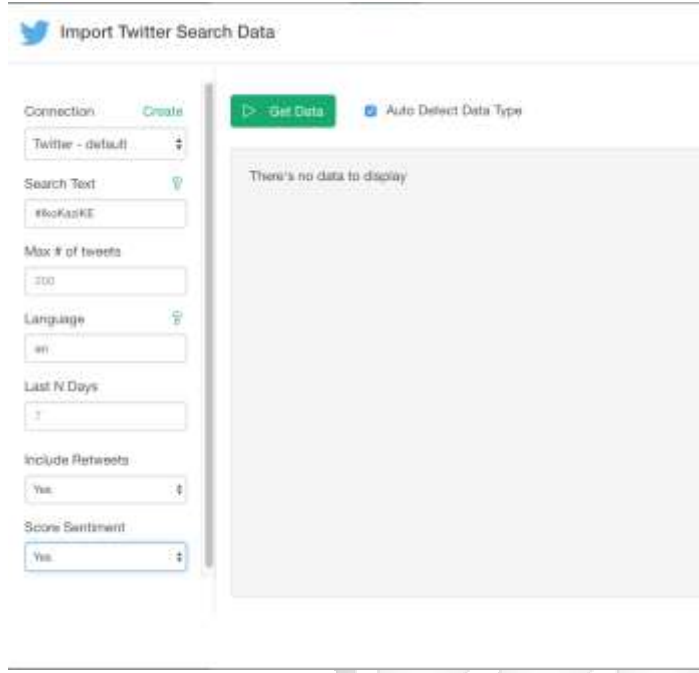 Import Twitter Search Data
Connection Create
Twitter - default
Search Text
#IkoKaziKE
Max # of tweets
200
Language
en
Last N Days
7
Include Retweets
Yes
Score Sentiment
Yes
Get Data
Auto Detect Data Type
There's no data to display